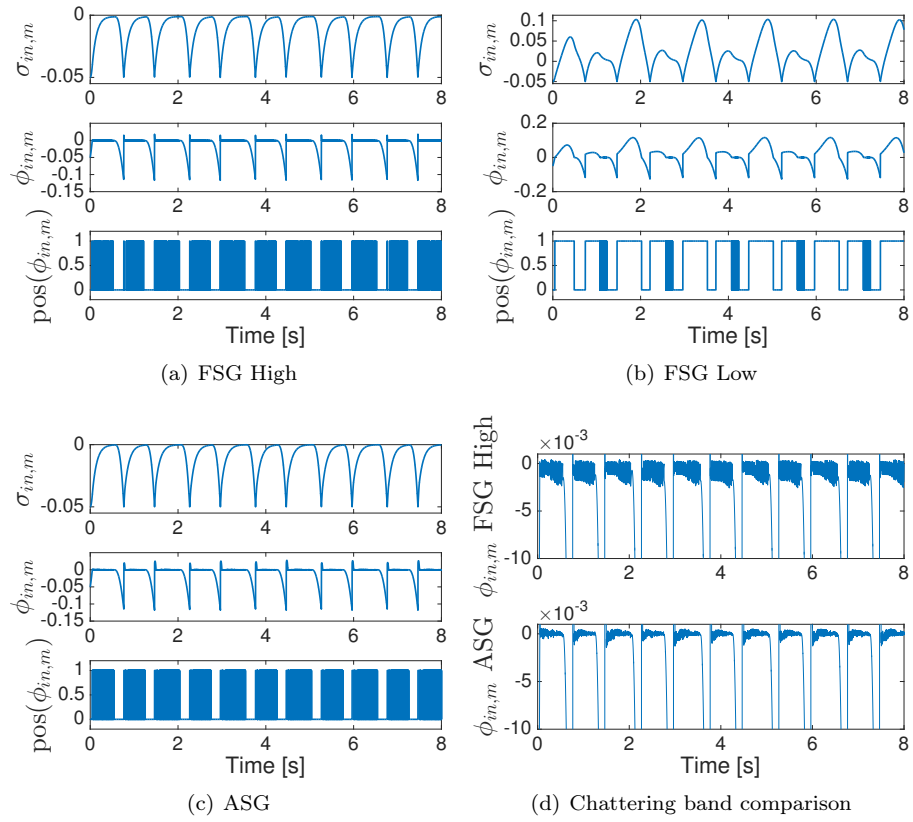 0
-0.05
σin,m
0 2 4 6 8
0
-0.05
-0.1
-0.15
ϕin,m
0 2 4 6 8
1
0.5
0
pos(ϕin,m)
0 2 4 6 8
Time [s]
(a) FSG High
0.1
0.05
0
-0.05
σin,m
0 2 4 6 8
0.2
0
-0.2
ϕin,m
0 2 4 6 8
1
0.5
0
pos(ϕin,m)
0 2 4 6 8
Time [s]
(b) FSG Low
0
-0.05
σin,m
0 2 4 6 8
0
-0.05
-0.1
-0.15
ϕin,m
0 2 4 6 8
1
0.5
0
pos(ϕin,m)
0 2 4 6 8
Time [s]
(c) ASG
×10-3
0
-5
-10
ϕin,m FSG High
0 2 4 6 8
×10-3
0
-5
-10
ϕin,m ASG
0 2 4 6 8
Time [s]
(d) Chattering band comparison